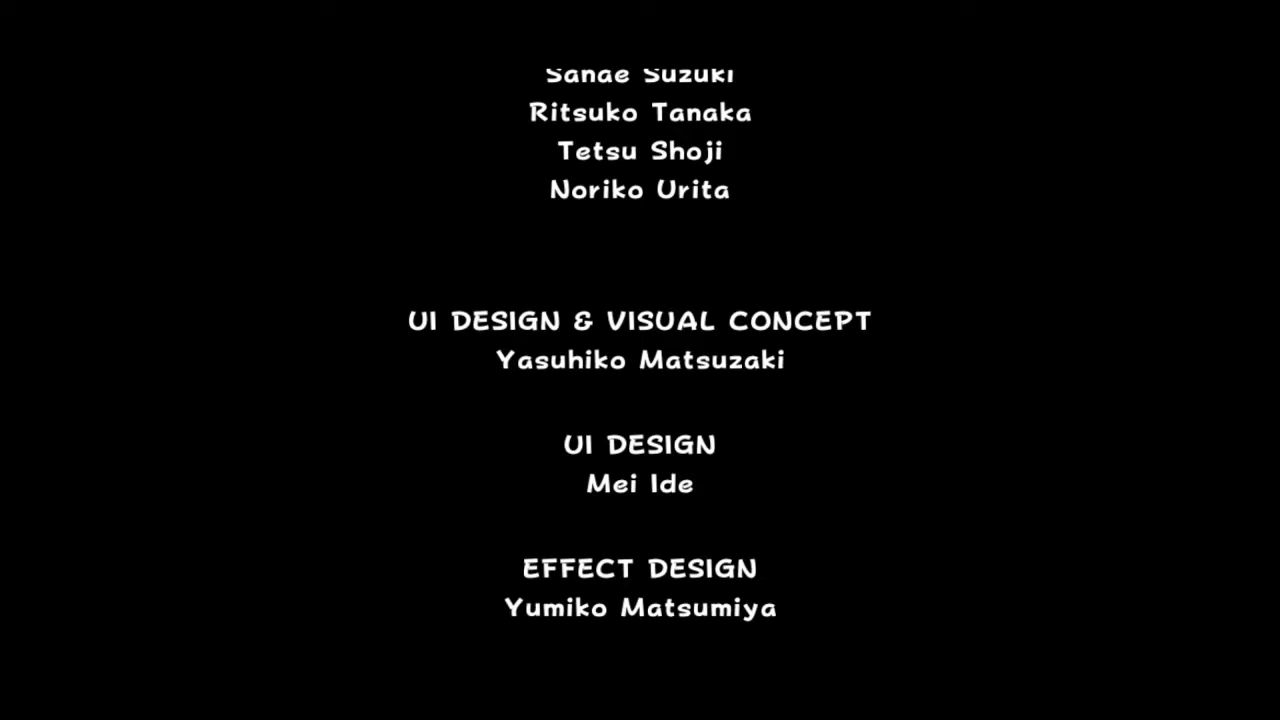 Sanae Suzuki
Ritsuko Tanaka
Tetsu Shoji
Noriko Urita
UI DESIGN & VISUAL CONCEPT
Yasuhiko Matsuzaki
UI DESIGN
Mei Ide
EFFECT DESIGN
Yumiko Matsumiya